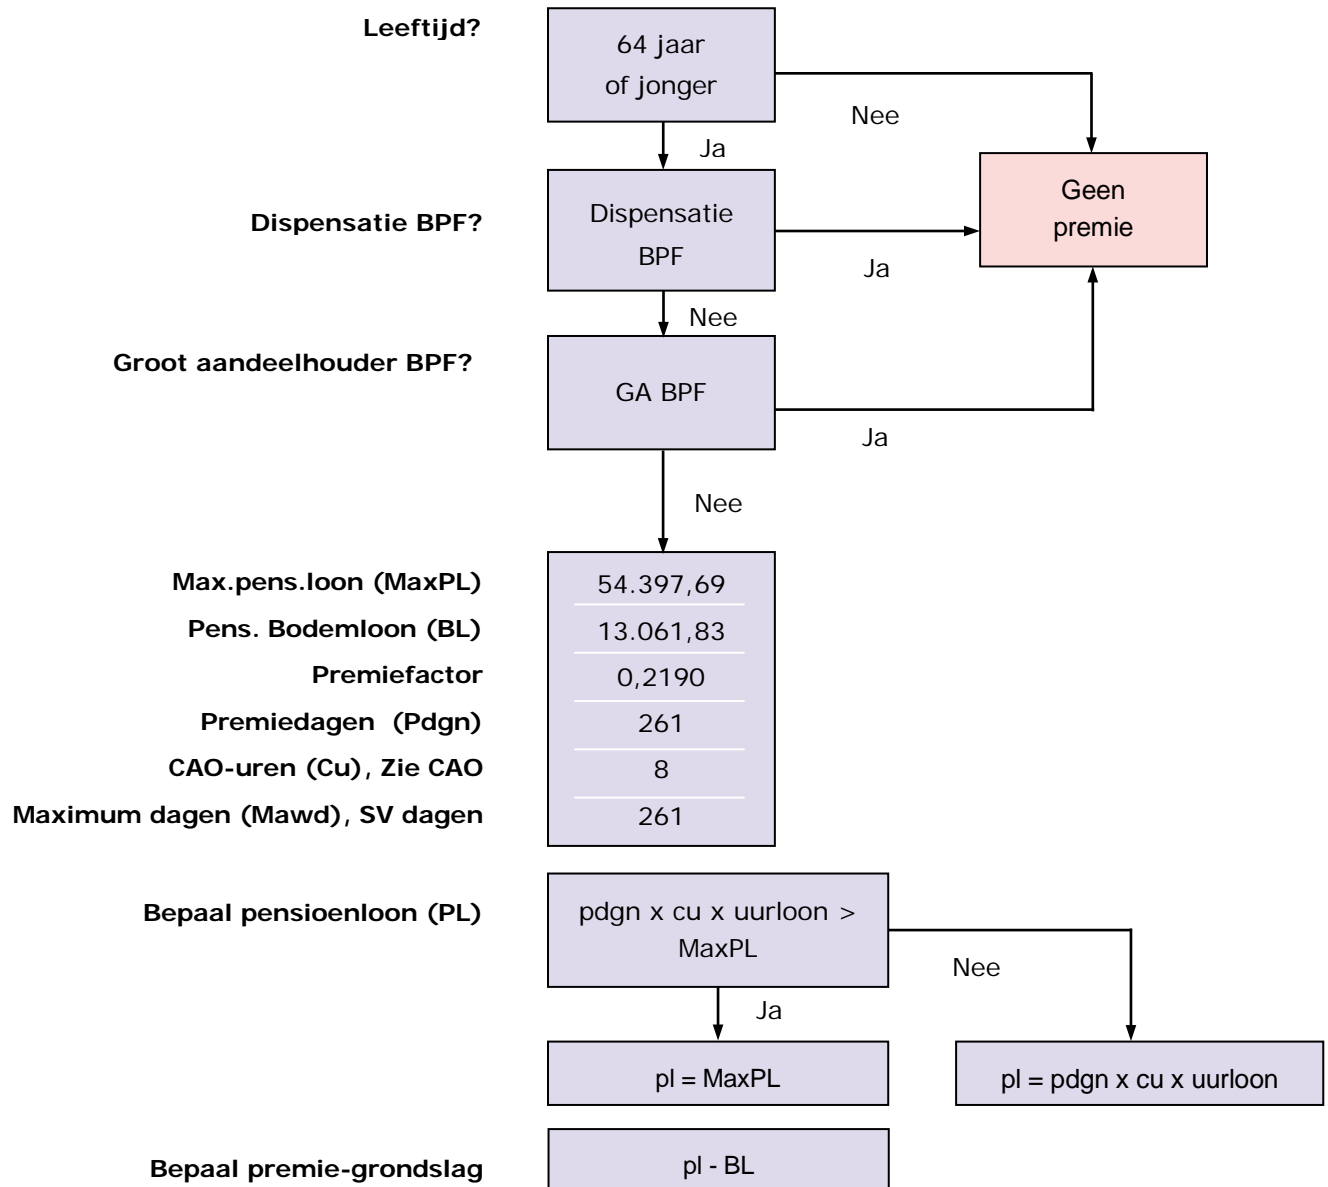 Leeftijd?
64 jaar
of jonger
Nee
Ja
Geen
premie
Dispensatie BPF?
Dispensatie
BPF
Ja
Nee
Groot aandeelhouder BPF?
GA BPF
Ja
Nee
Max.pens.loon (MaxPL)
54.397,69
Pens. Bodemloon (BL)
13.061,83
Premiefactor
0,2190
Premiedagen (Pdgn)
261
CAO-uren (Cu), Zie CAO
8
Maximum dagen (Mawd), SV dagen
261
Bepaal pensioenloon (PL)
pdgn x cu x uurloon >
MaxPL
Nee
Ja
pl = MaxPL
pl = pdgn x cu x uurloon
Bepaal premie-grondslag
pl - BL